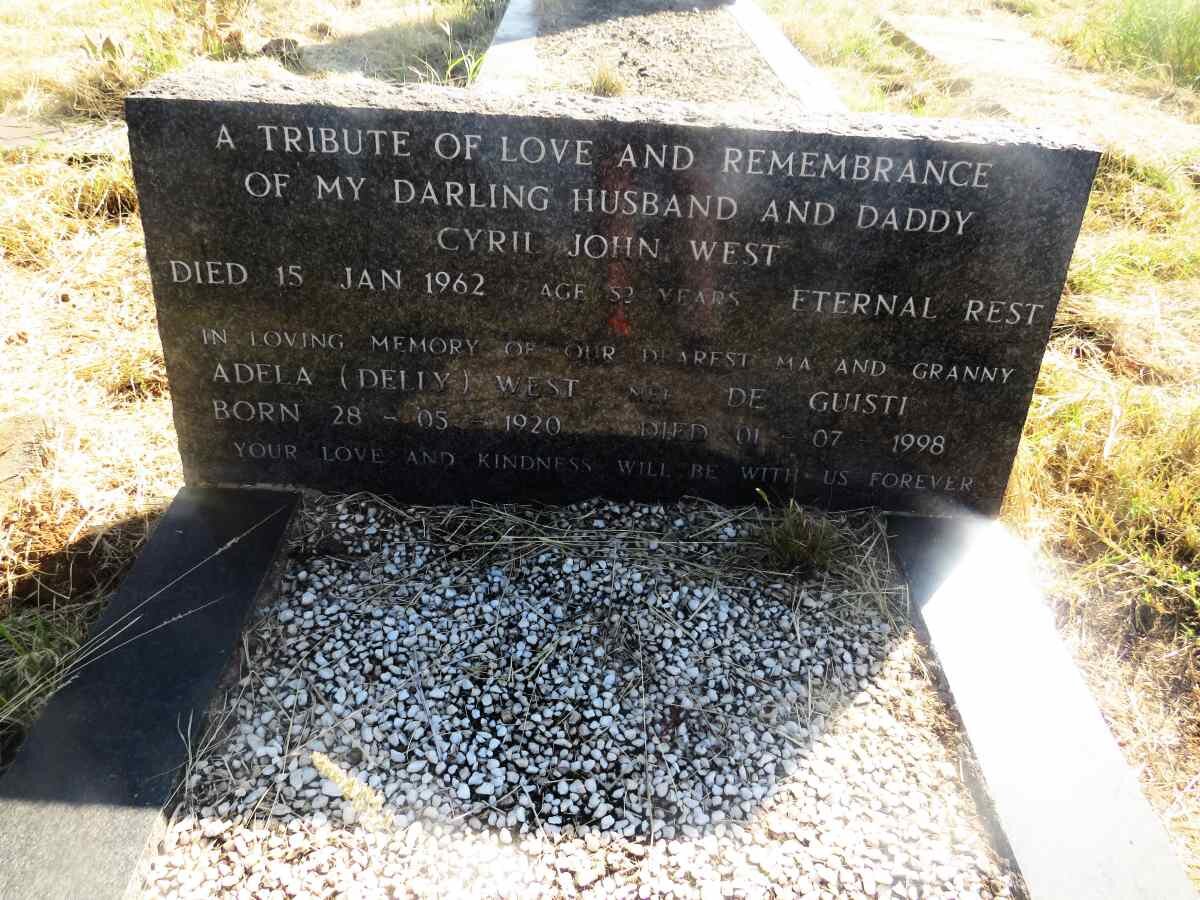 A TRIBUTE OF LOVE AND REMEMBRANCE
OF MY DARLING HUSBAND AND DADDY
CYRIL JOHN WEST
DIED 15 JAN 1962 AGE 52 YEARS ETERNAL REST
IN LOVING MEMORY OF OUR DEAREST MA AND GRANNY
ADELA (DELLY) WEST NEE DE GUISTI
BORN 28 - 05 - 1920 DIED 01 - 07 - 1998
YOUR LOVE AND KINDNESS WILL BE WITH US FOREVER